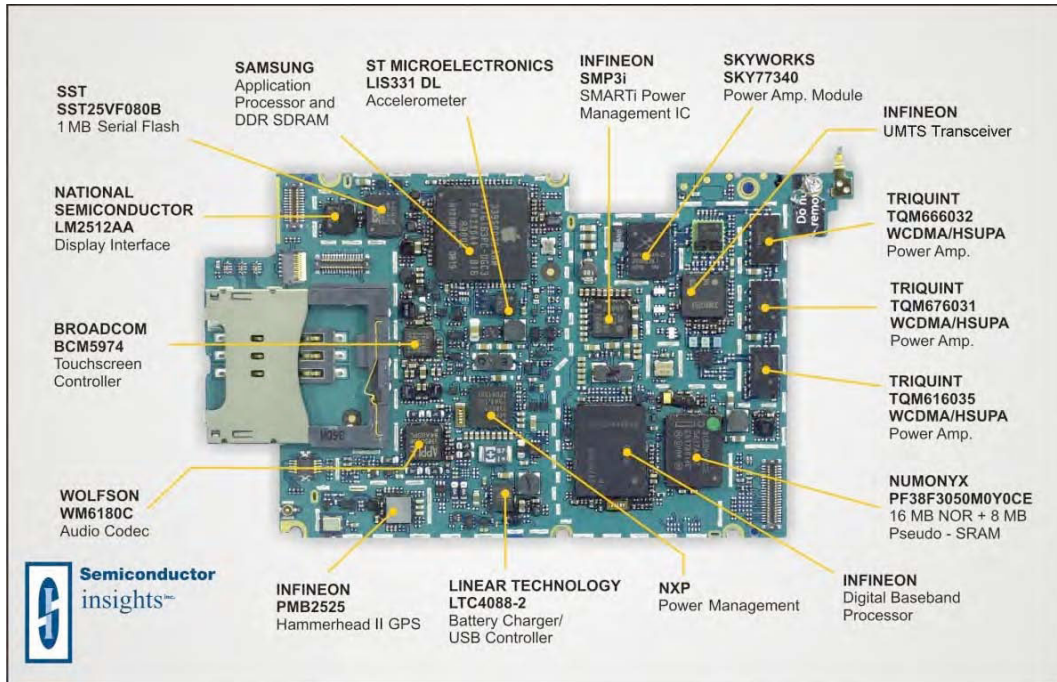 SST
SST25VF080B
1 MB Serial Flash
SAMSUNG
Application
Processor and
DDR SDRAM
ST MICROELECTRONICS
LIS331 DL
Accelerometer
INFINEON
SMP3i
SMARTi Power
Management IC
SKYWORKS
SKY77340
Power Amp. Module
INFINEON
UMTS Transceiver
NATIONAL
SEMICONDUCTOR
LM2512AA
Display Interface
Do not
remove
TRIQUINT
TQM666032
WCDMA/HSUPA
Power Amp.
BROADCOM
BCM5974
Touchscreen
Controller
TRIQUINT
TQM676031
WCDMA/HSUPA
Power Amp.
TRIQUINT
TQM616035
WCDMA/HSUPA
Power Amp.
WOLFSON
WM6180C
Audio Codec
NUMONYX
PF38F3050M0Y0CE
16 MB NOR + 8 MB
Pseudo - SRAM
INFINEON
PMB2525
Hammerhead II GPS
LINEAR TECHNOLOGY
LTC4088-2
Battery Charger/
USB Controller
NXP
Power Management
INFINEON
Digital Baseband
Processor
Semiconductor
insights inc.